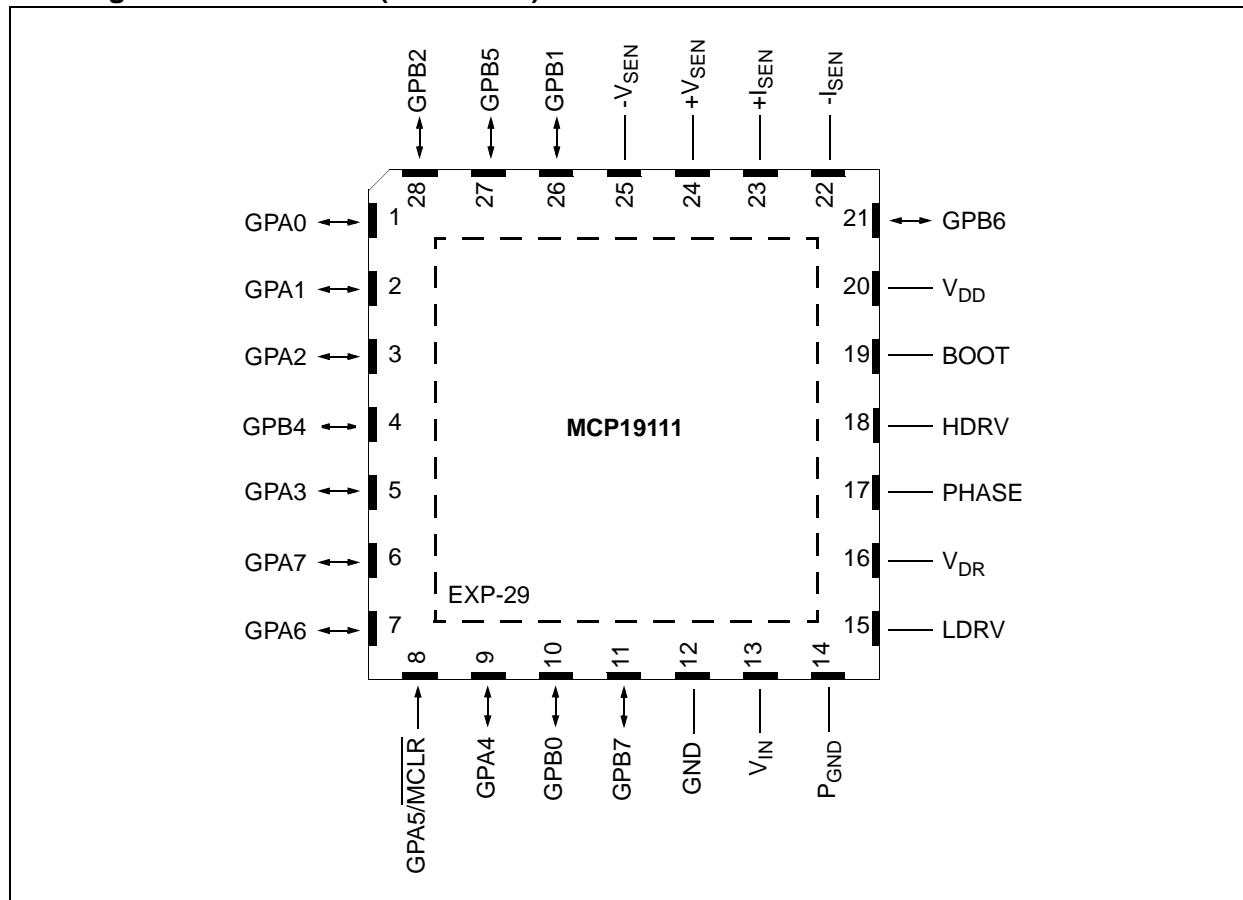 GPB2
GPB5
GPB1
-VSEN
+VSEN
+ISEN
-ISEN
28
27
26
25
24
23
22
GPA0 1
GPA1 2
GPA2 3
GPB4 4
GPA3 5
GPA7 6
GPA6 7
MCP19111
EXP-29
21 GPB6
20 VDD
19 BOOT
18 HDRV
17 PHASE
16 VDR
15 LDRV
8
9
10
11
12
13
14
GPA5/MCLR
GPA4
GPB0
GPB7
GND
VIN
PGND